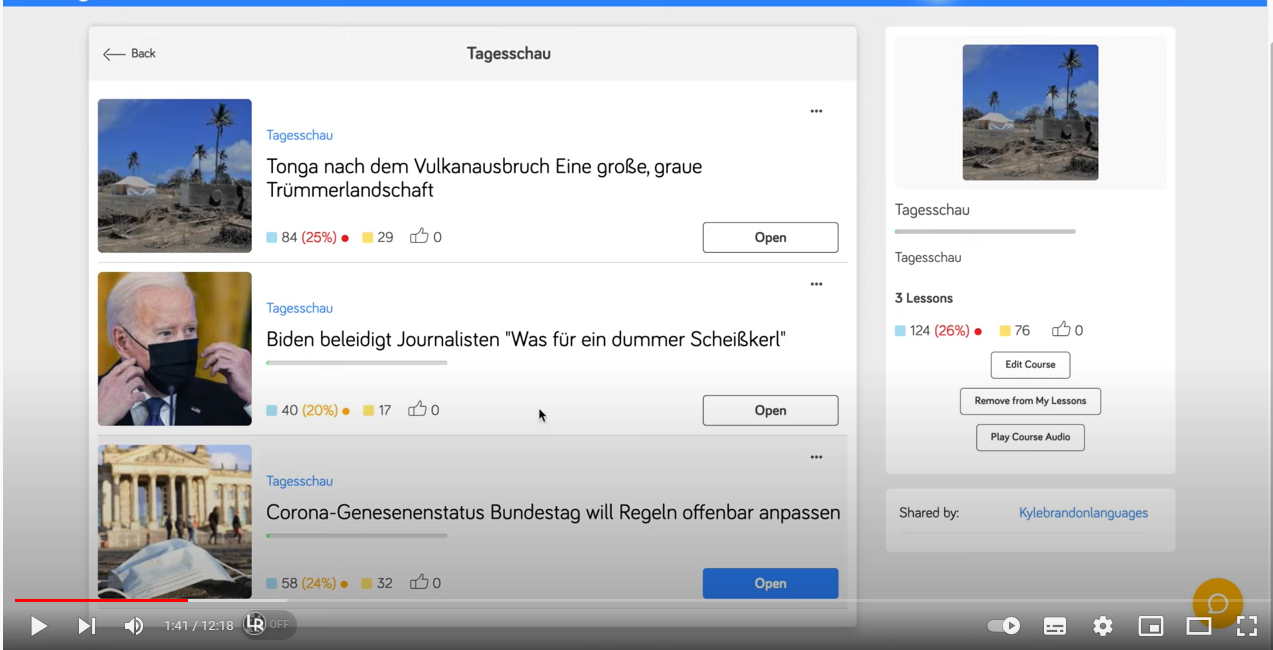 Back
Tagesschau
Tagesschau
Tonga nach dem Vulkanausbruch Eine große, graue
Trümmerlandschaft
84 (25%) 29 0
Open
Tagesschau
Biden beleidigt Journalisten "Was für ein dummer Scheißkerl"
40 (20%) 17 0
Open
Tagesschau
Corona-Genesenenstatus Bundestag will Regeln offenbar anpassen
58 (24%) 32 0
Open
Tagesschau
Tagesschau
3 Lessons
124 (26%) 76 0
Edit Course
Remove from My Lessons
Play Course Audio
Shared by: Kylebrandonlanguages
1:41 / 12:18 LR OFF